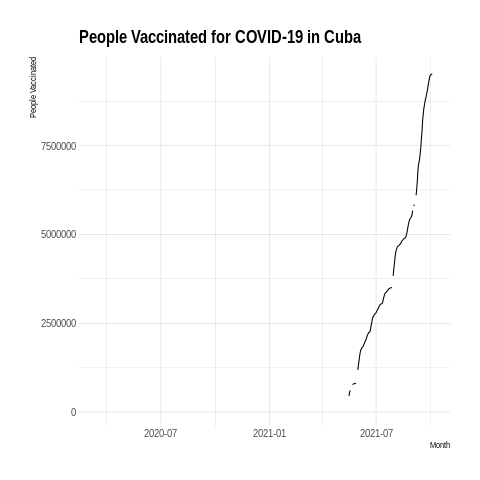 People Vaccinated for COVID-19 in Cuba
People Vaccinated
7500000
5000000
2500000
0
2020-07
2021-01
2021-07
Month